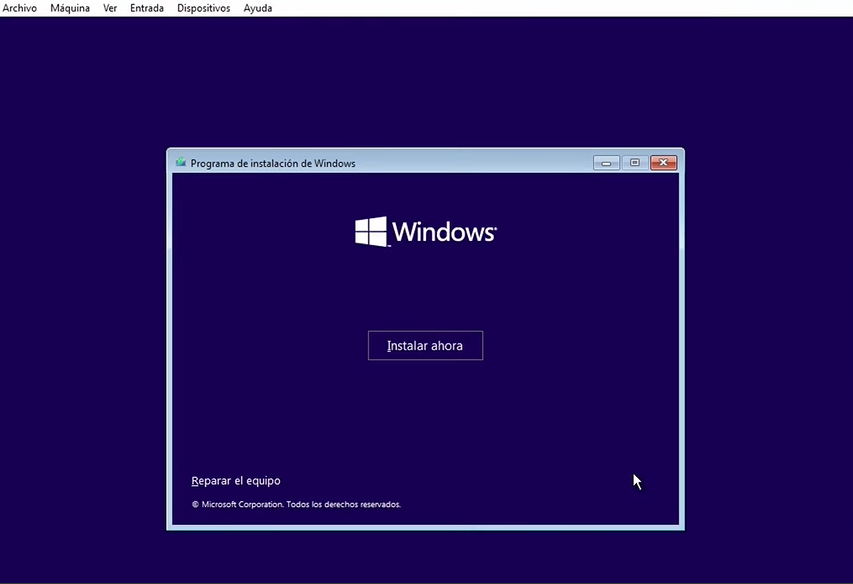 Archivo Máquina Ver Entrada Dispositivos Ayuda
Programa de instalación de Windows
Windows
Instalar ahora
Reparar el equipo
© Microsoft Corporation. Todos los derechos reservados.